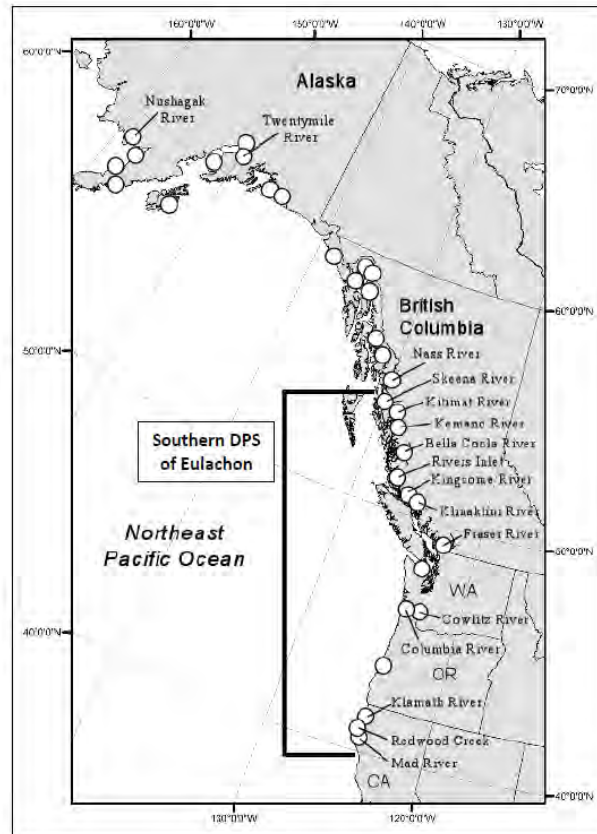 160°0'0"W
150°0'0"W
140°0'0"W
130°0'0"W
60°0'0"N
70°0'0"N
Alaska
Nushagak
River
Twentymile
River
60°0'0"N
British
Columbia
50°0'0"N
Nass River
Skeena River
Kitimat River
Kemano River
Southern DPS
of Eulachon
Bella Coola River
Rivers Inlet
Kingsome River
Klinaklini River
Northeast
Pacific Ocean
Fraser River
50°0'0"N
WA
Cowlitz River
40°0'0"N
Columbia River
OR
Klamath River
Redwood Creek
Mad River
CA
40°0'0"N
130°0'0"W
120°0'0"W